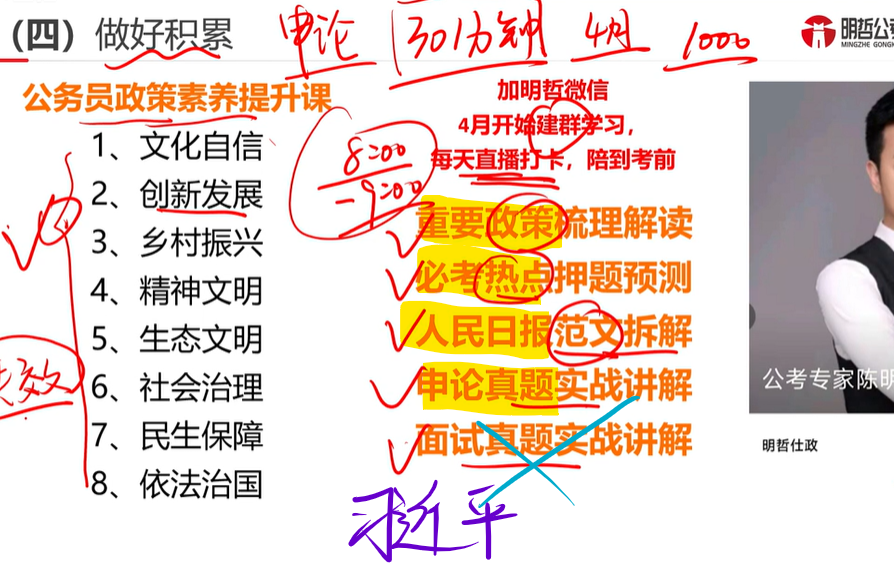 （四）做好积累
申论 30分钟 4月 1000
明哲公考
MINGZHE GONGK
公务员政策素养提升课
1、文化自信
2、创新发展
3、乡村振兴
4、精神文明
5、生态文明
6、社会治理
7、民生保障
8、依法治国
失效
8:00
-9:00
加明哲微信
4月开始建群学习，
每天直播打卡，陪到考前
重要政策梳理解读
必考热点押题预测
人民日报范文拆解
申论真题实战讲解
面试真题实战讲解
习近平
公考专家陈明
明哲仕政